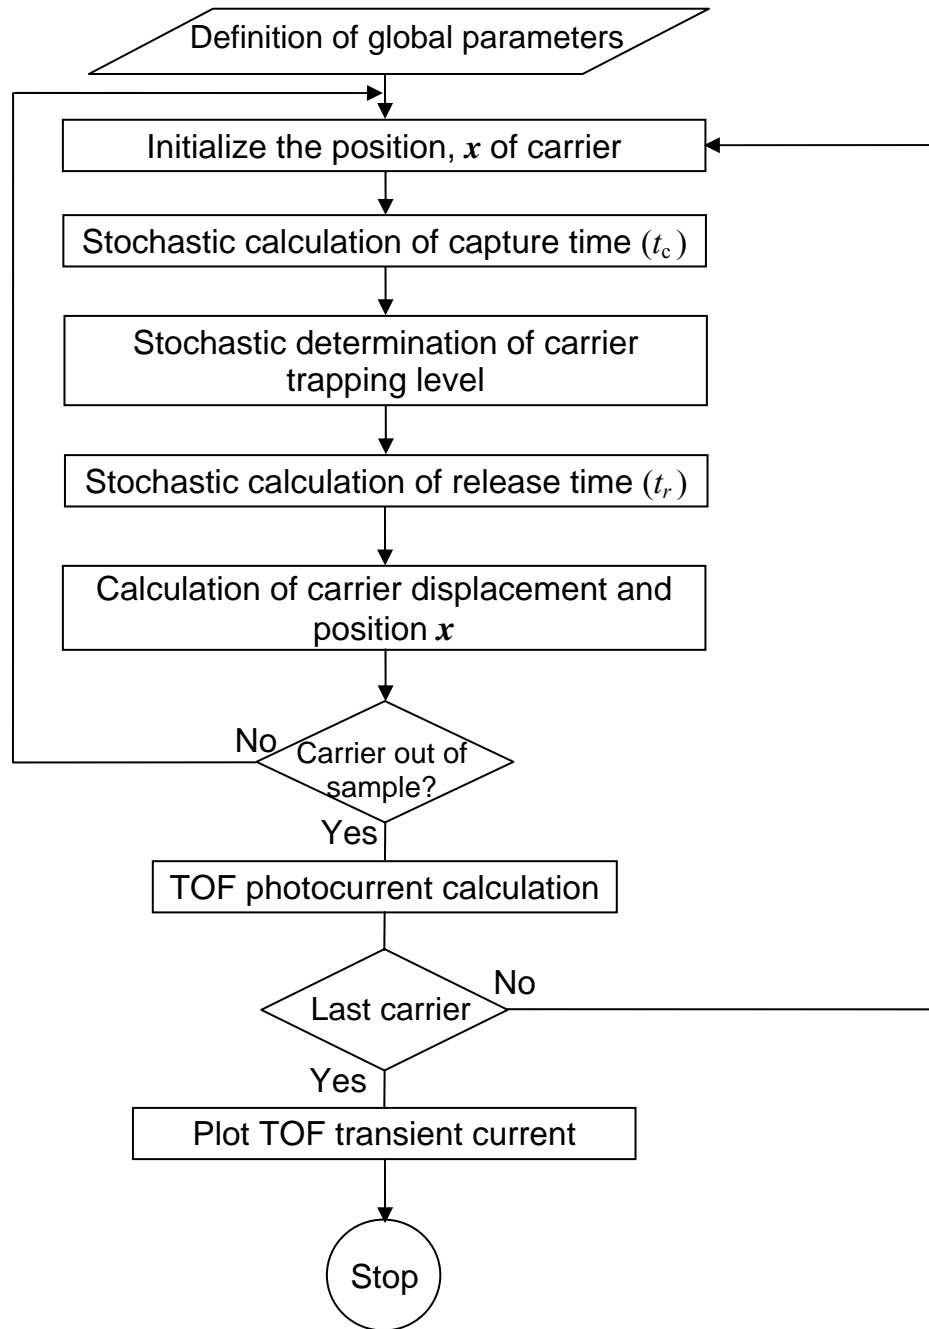 Definition of global parameters
Initialize the position, x of carrier
Stochastic calculation of capture time (tc)
Stochastic determination of carrier
trapping level
Stochastic calculation of release time (tr)
Calculation of carrier displacement and
position x
No
Carrier out of
sample?
Yes
TOF photocurrent calculation
No
Last carrier
Yes
Plot TOF transient current
Stop